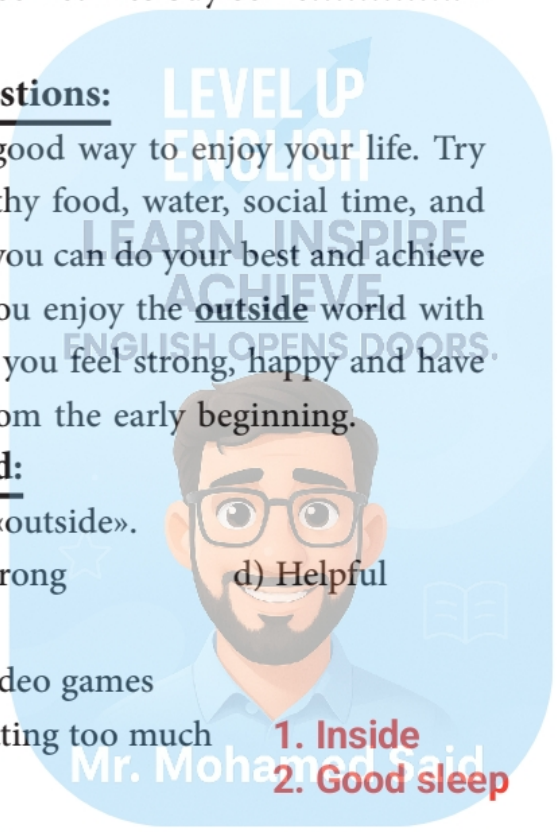 stions:
LEVEL UP
good way to enjoy your life. Try
ENGLISH
thy food, water, social time, and
LEARN, INSPIRE
you can do your best and achieve
ACHIEVE
ou enjoy the outside world with
ENGLISH OPENS DOORS.
you feel strong, happy and have
om the early beginning.
d:
«outside».
rong d) Helpful
deo games
ting too much
1. Inside
Mr. Mohamed Said
2. Good sleep